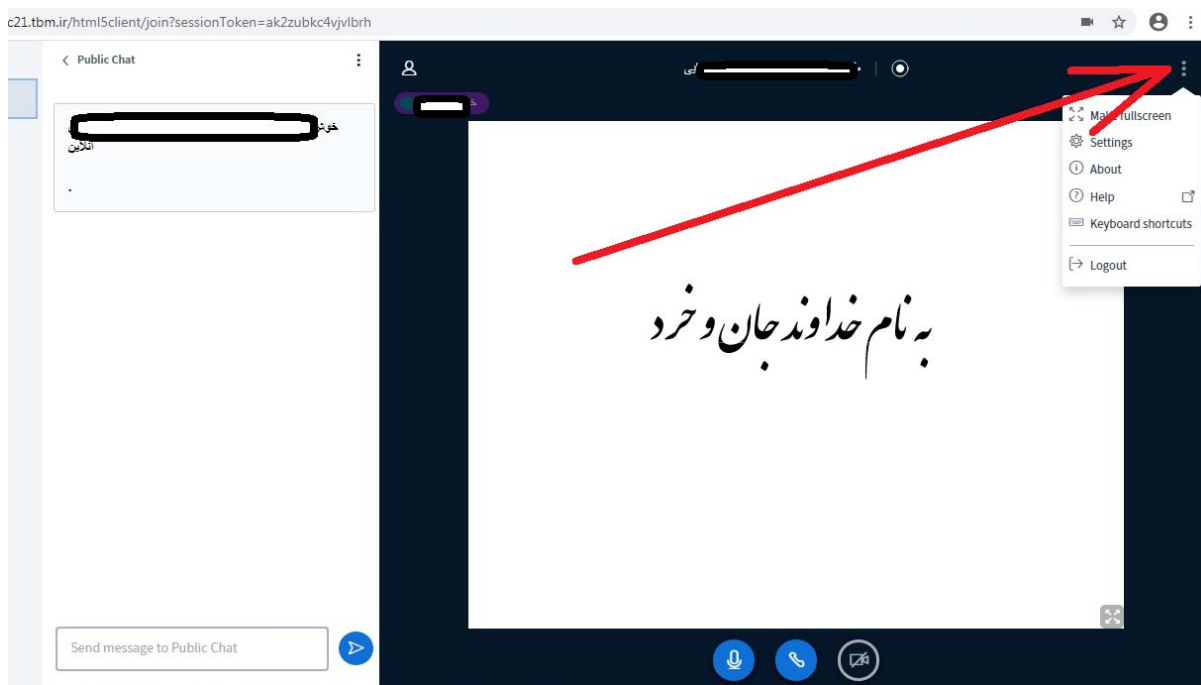 c21.tbm.ir/html5client/join?sessionToken=ak2zubkc4vjvlbrh
Public Chat
آنلاین
.
Send message to Public Chat
به نام خداوند جان و خرد
Make fullscreen
Settings
About
Help
Keyboard shortcuts
Logout